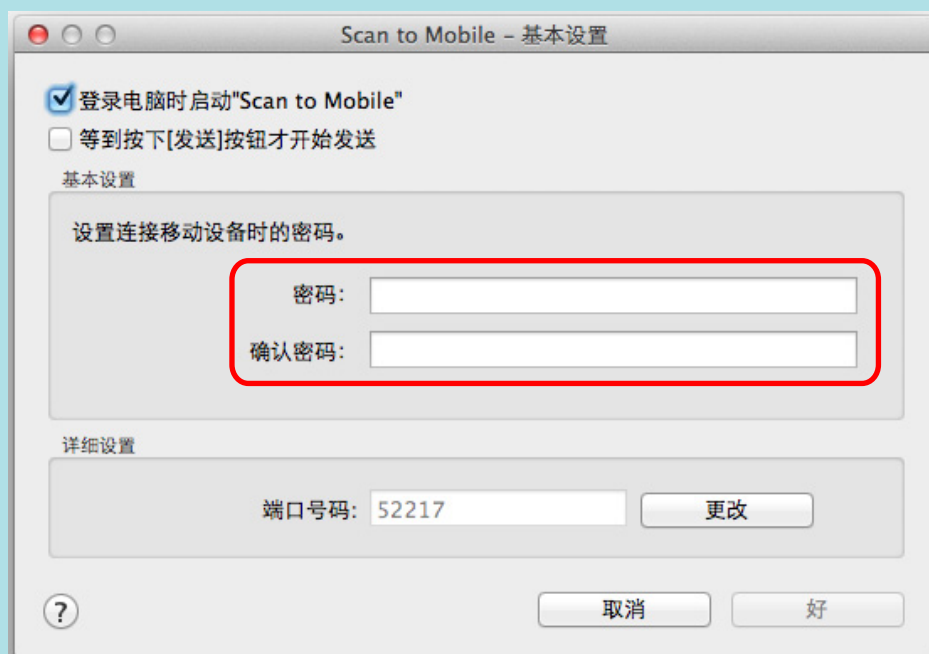 Scan to Mobile – 基本设置
登录电脑时启动"Scan to Mobile"
等到按下[发送]按钮才开始发送
基本设置
设置连接移动设备时的密码。
密码:
确认密码:
详细设置
端口号码: 52217 更改
? 取消 好